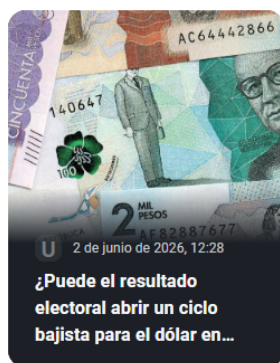 CINCUENTA
AC64442866
140647
100
2 MIL
PESOS
AF82887677
U 2 de junio de 2026, 12:28
¿Puede el resultado
electoral abrir un ciclo
bajista para el dólar en…